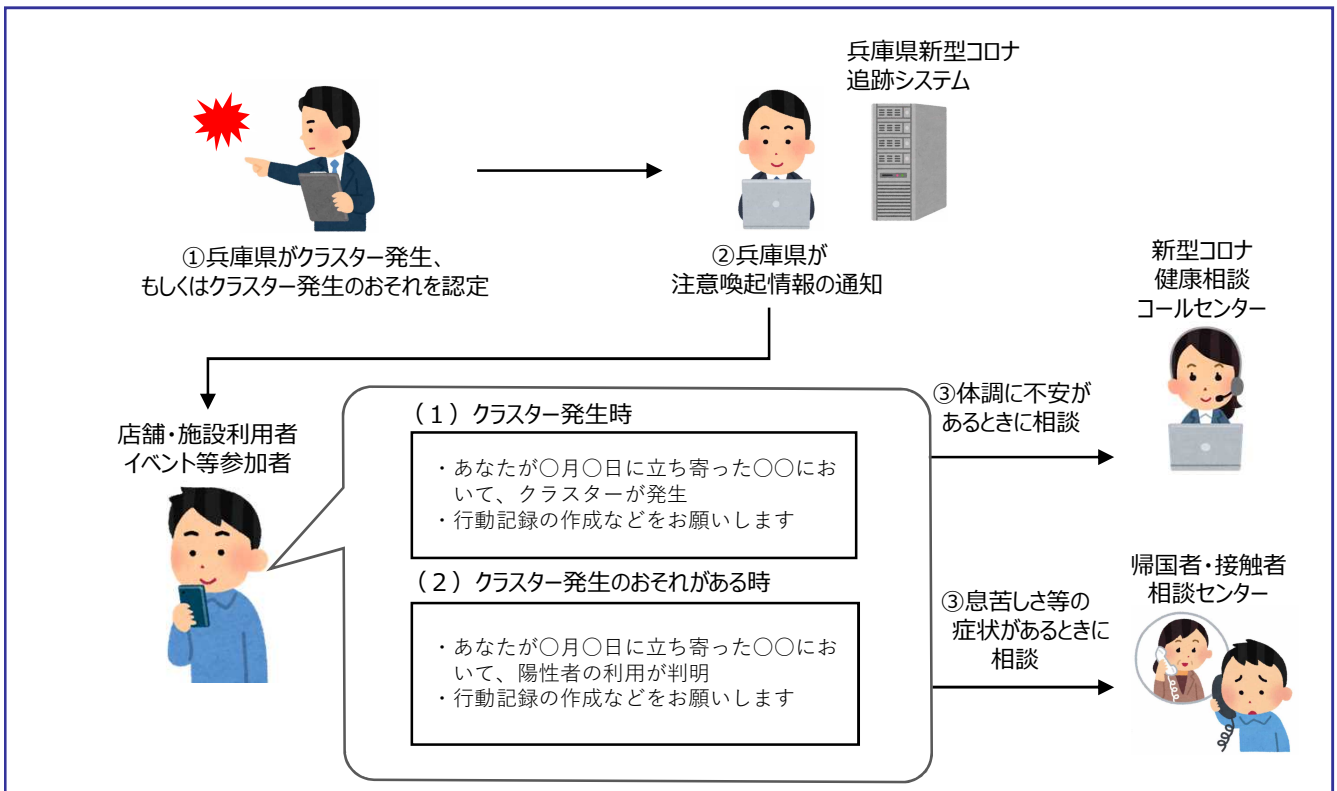 兵庫県新型コロナ
追跡システム
①兵庫県がクラスター発生、
もしくはクラスター発生のおそれを認定
②兵庫県が
注意喚起情報の通知
新型コロナ
健康相談
コールセンター
店舗・施設利用者
イベント等参加者
（１）クラスター発生時
・あなたが〇月〇日に立ち寄った〇〇にお
いて、クラスターが発生
・行動記録の作成などをお願いします
（２）クラスター発生のおそれがある時
・あなたが〇月〇日に立ち寄った〇〇にお
いて、陽性者の利用が判明
・行動記録の作成などをお願いします
③体調に不安が
あるときに相談
③息苦しさ等の
症状があるときに
相談
帰国者・接触者
相談センター